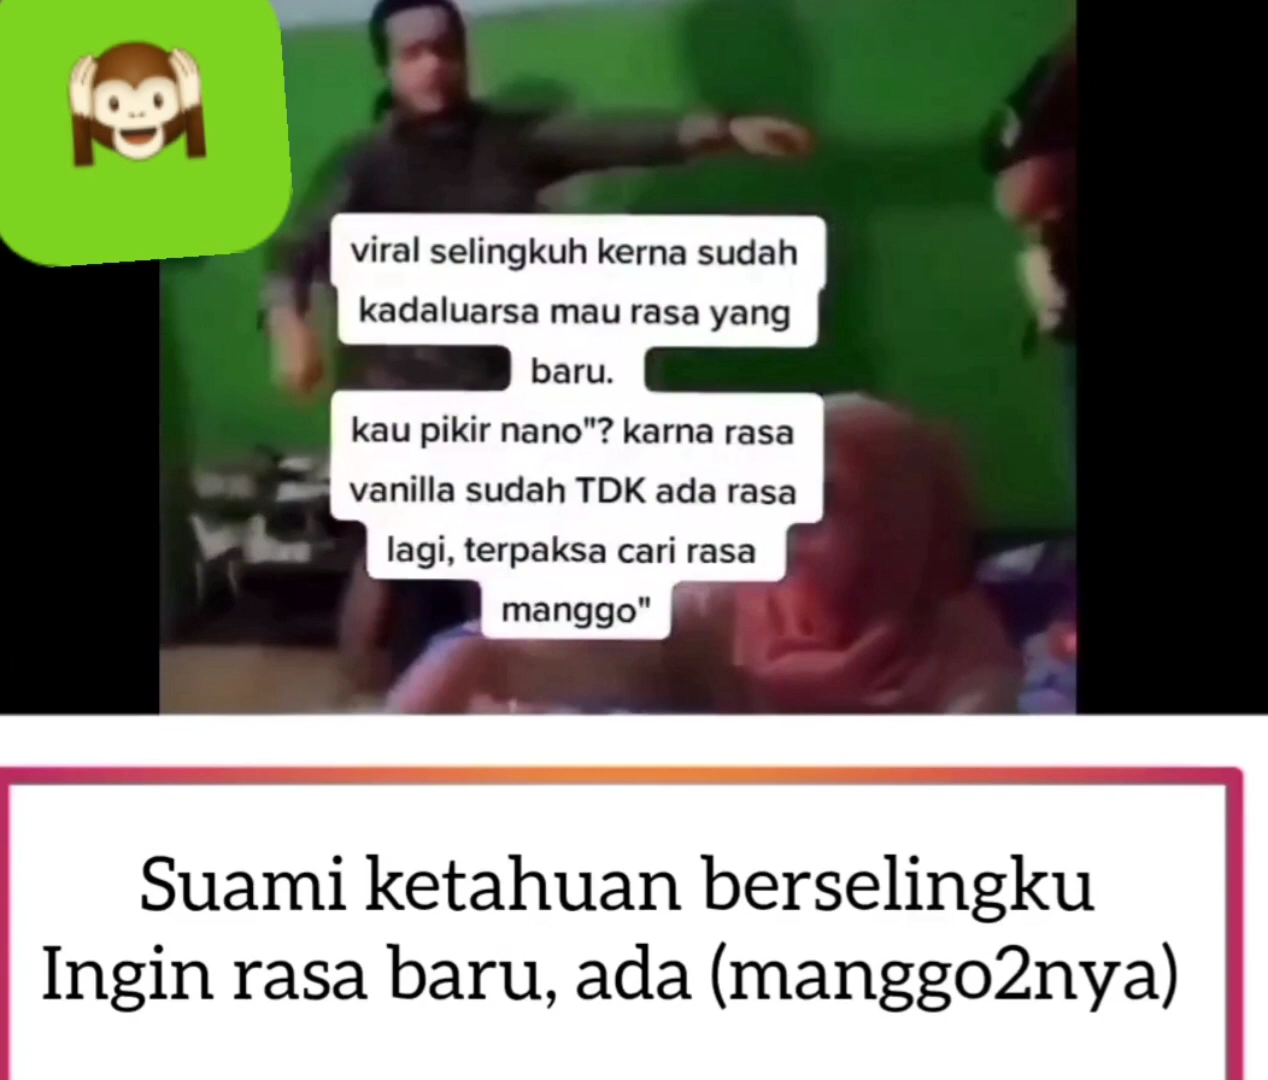 viral selingkuh kerna sudah
kadaluarsa mau rasa yang
baru.
kau pikir nano"? karna rasa
vanilla sudah TDK ada rasa
lagi, terpaksa cari rasa
manggo"
Suami ketahuan berselingku
Ingin rasa baru, ada (manggo2nya)